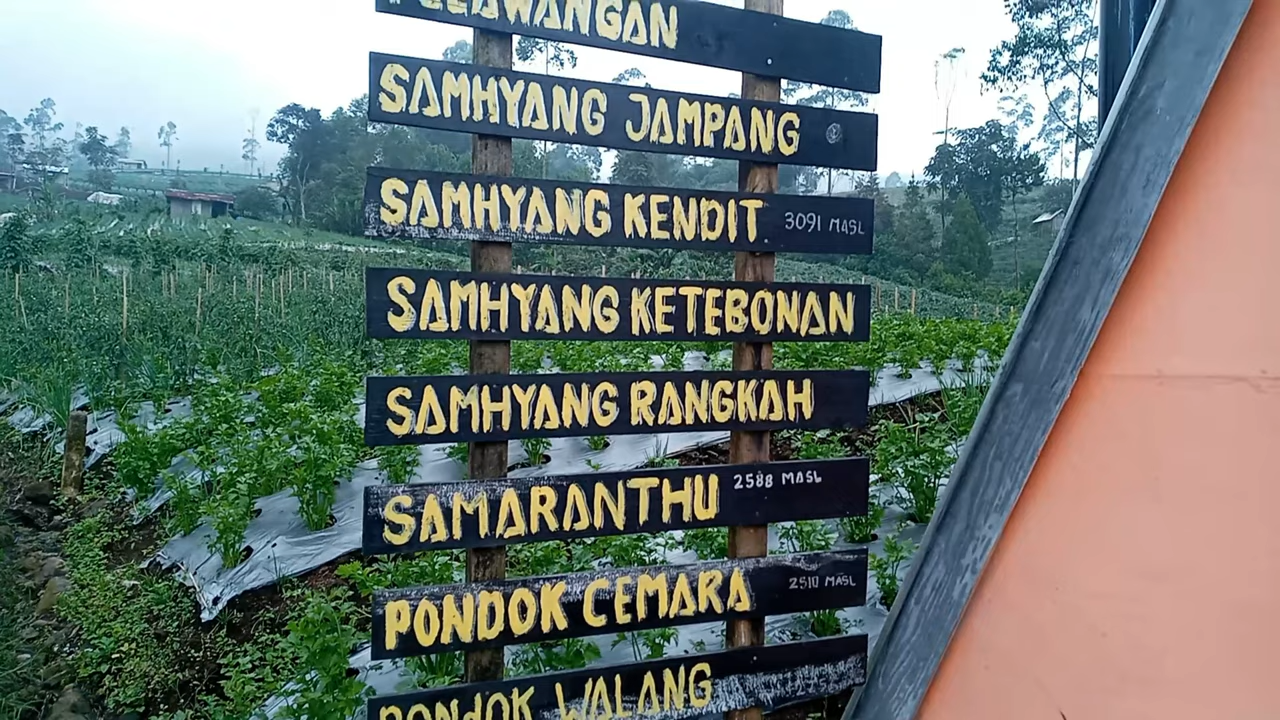 PELAWANGAN
SAMHYANG JAMPANG
SAMHYANG KENDIT 3091 MASL
SAMHYANG KETEBONAN
SAMHYANG RANGKAH
SAMARANTHU 2588 MASL
PONDOK CEMARA 2510 MASL
PONDOK WALANG